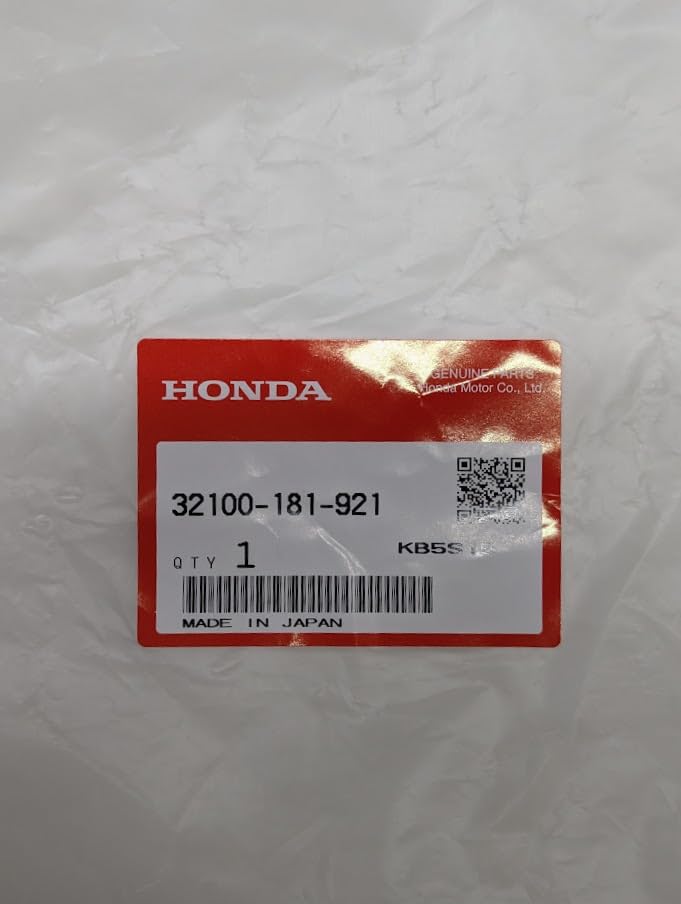 HONDA
GENUINE PARTS
Honda Motor Co., Ltd.
32100-181-921
QTY 1
MADE IN JAPAN